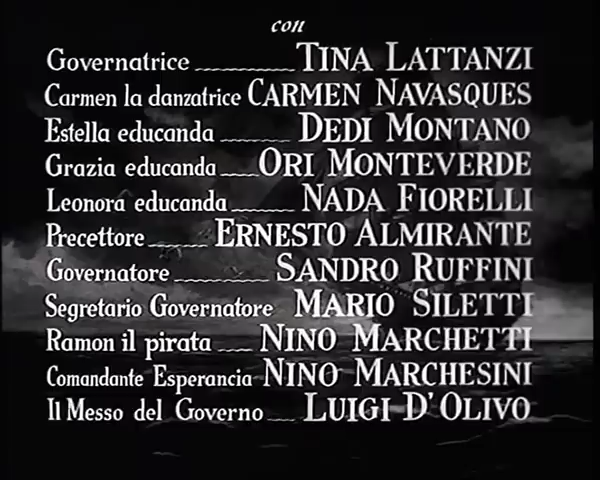 con
Governatrice TINA LATTANZI
Carmen la danzatrice CARMEN NAVASQUES
Estella educanda DEDI MONTANO
Grazia educanda ORI MONTEVERDE
Leonora educanda NADA FIORELLI
Precettore ERNESTO ALMIRANTE
Governatore SANDRO RUFFINI
Segretario Governatore MARIO SILETTI
Ramon il pirata NINO MARCHETTI
Comandante Esperancia NINO MARCHESINI
Il Messo del Governo LUIGI D'OLIVO